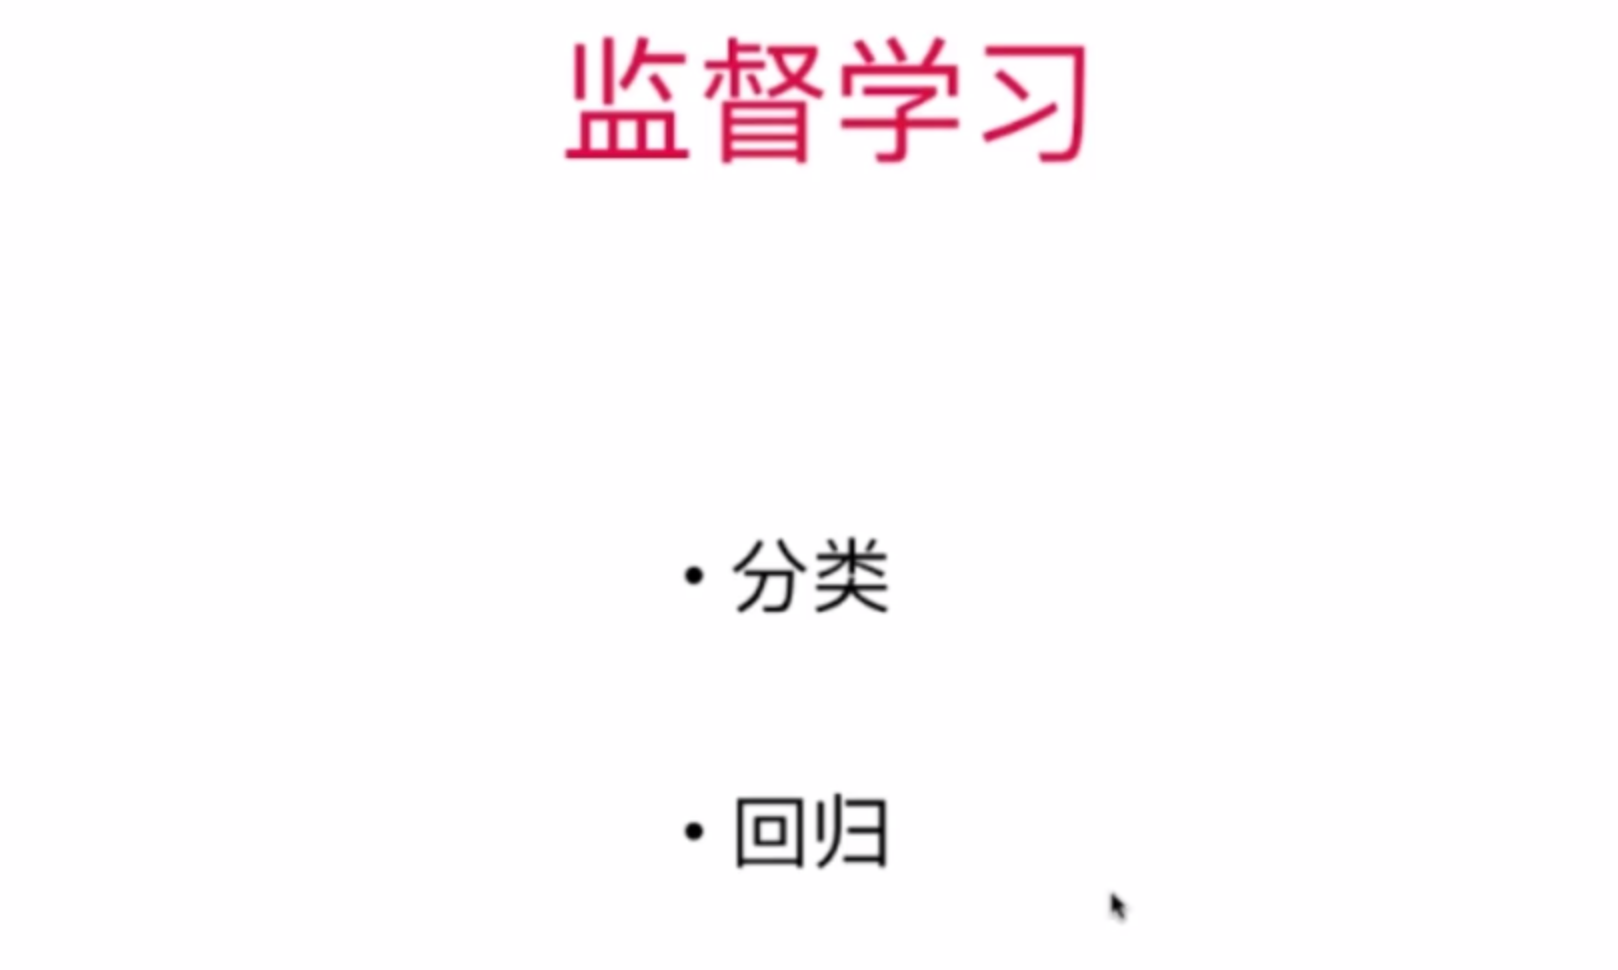 监督学习
• 分类
• 回归